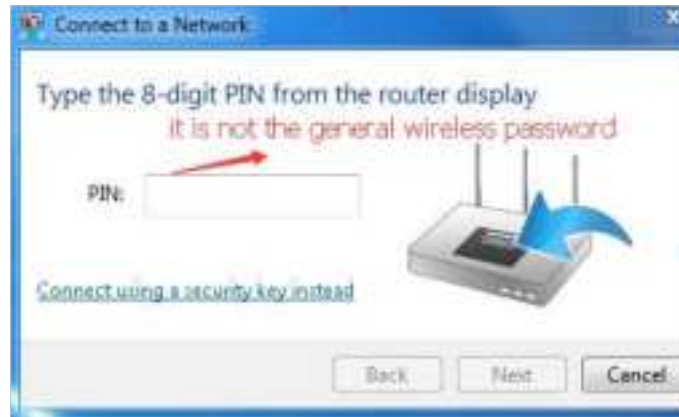 Connect to a Network
Type the 8-digit PIN from the router display
it is not the general wireless password
PIN:
Connect using a security key instead
Back
Next
Cancel